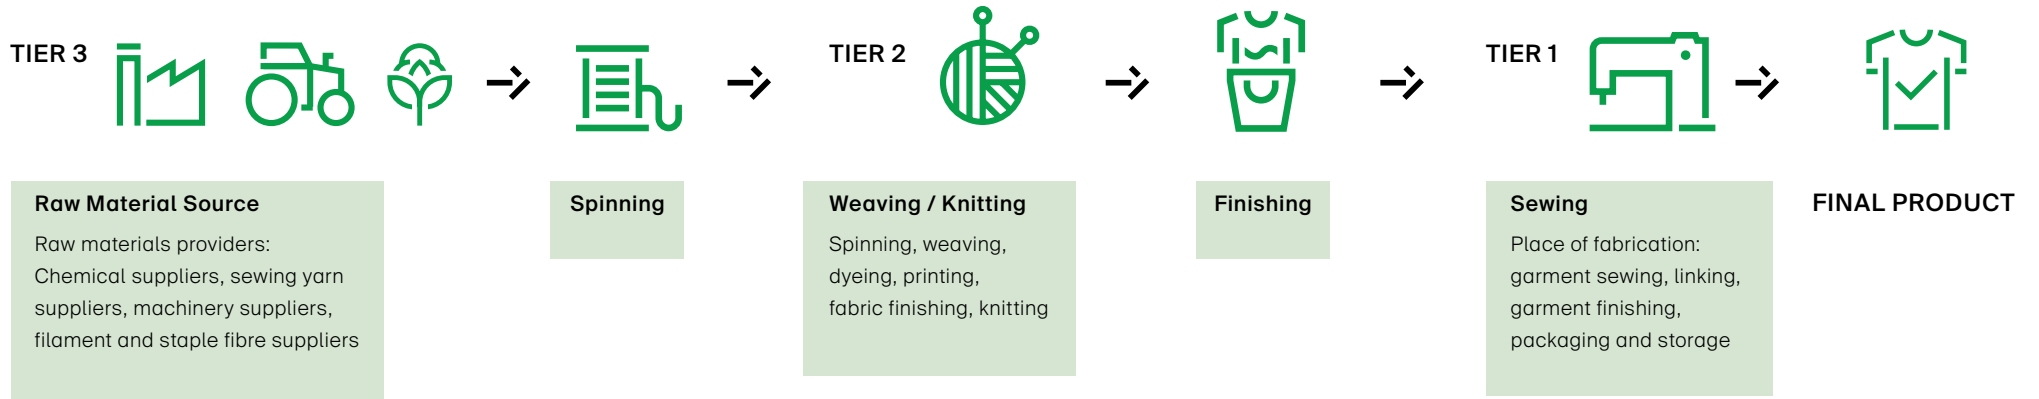 TIER 3
Raw Material Source
Raw materials providers:
Chemical suppliers, sewing yarn
suppliers, machinery suppliers,
filament and staple fibre suppliers
Spinning
TIER 2
Weaving / Knitting
Spinning, weaving,
dyeing, printing,
fabric finishing, knitting
Finishing
TIER 1
Sewing
Place of fabrication:
garment sewing, linking,
garment finishing,
packaging and storage
FINAL PRODUCT